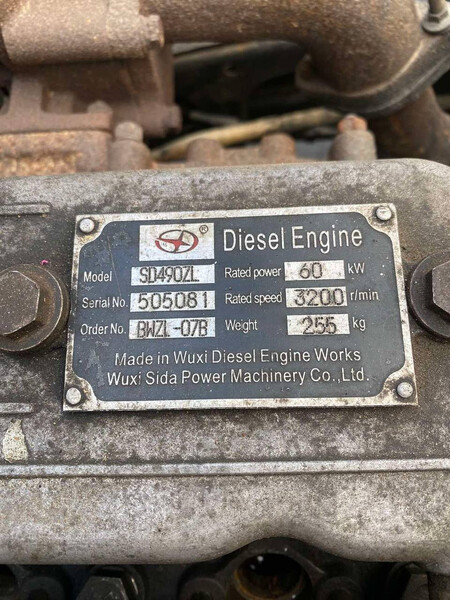 ® Diesel Engine
Model SD490ZL Rated power 60 kW
Serial No. 505081 Rated speed 3200 r/min
Order No. BWZL-07B Weight 255 kg
Made in Wuxi Diesel Engine Works
Wuxi Sida Power Machinery Co.,Ltd.